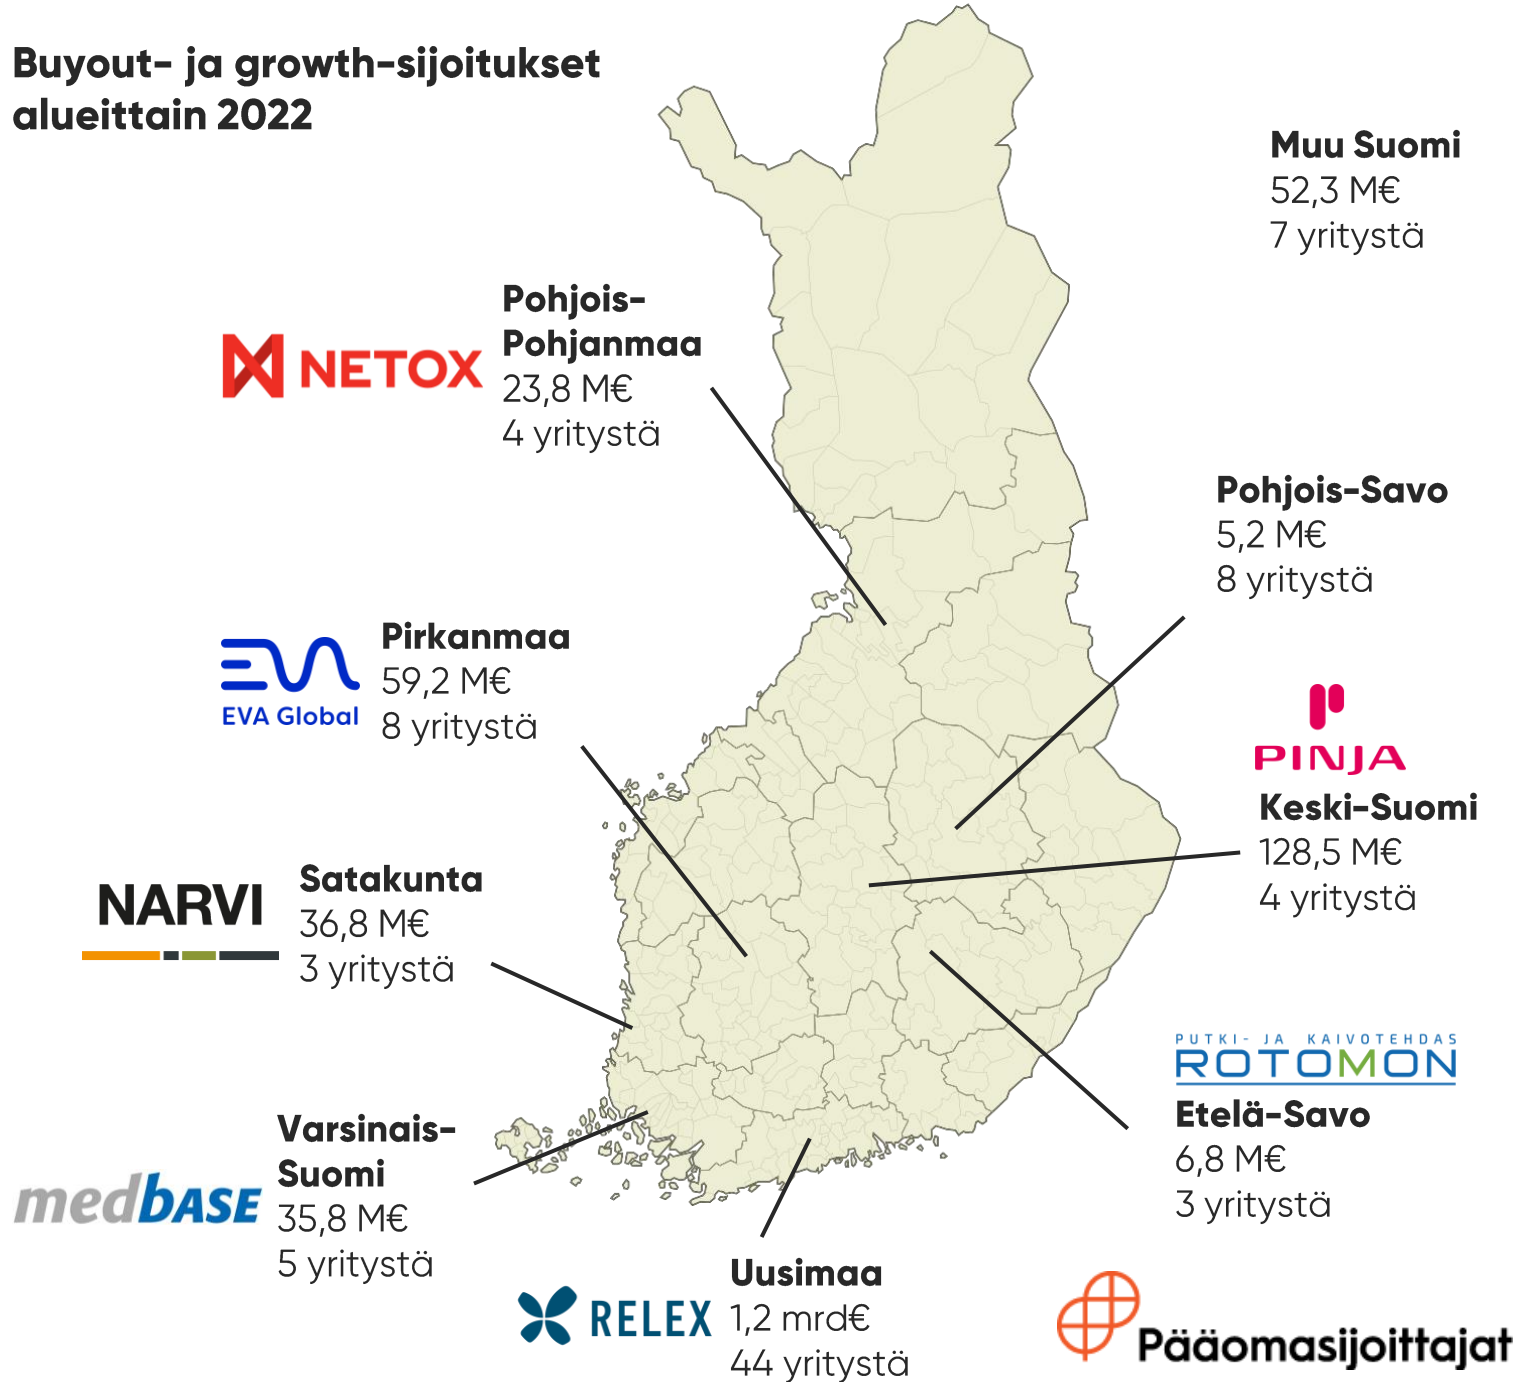 Buyout- ja growth-sijoitukset
alueittain 2022
Muu Suomi
52,3 M€
7 yritystä
NETOX
Pohjois-
Pohjanmaa
23,8 M€
4 yritystä
Pohjois-Savo
5,2 M€
8 yritystä
EVA Global
Pirkanmaa
59,2 M€
8 yritystä
PINJA
Keski-Suomi
128,5 M€
4 yritystä
NARVI
Satakunta
36,8 M€
3 yritystä
PUTKI- JA KAIVOTEHDAS
ROTOMON
Etelä-Savo
6,8 M€
3 yritystä
medbase
Varsinais-
Suomi
35,8 M€
5 yritystä
RELEX
Uusimaa
1,2 mrd€
44 yritystä
Pääomasijoittajat